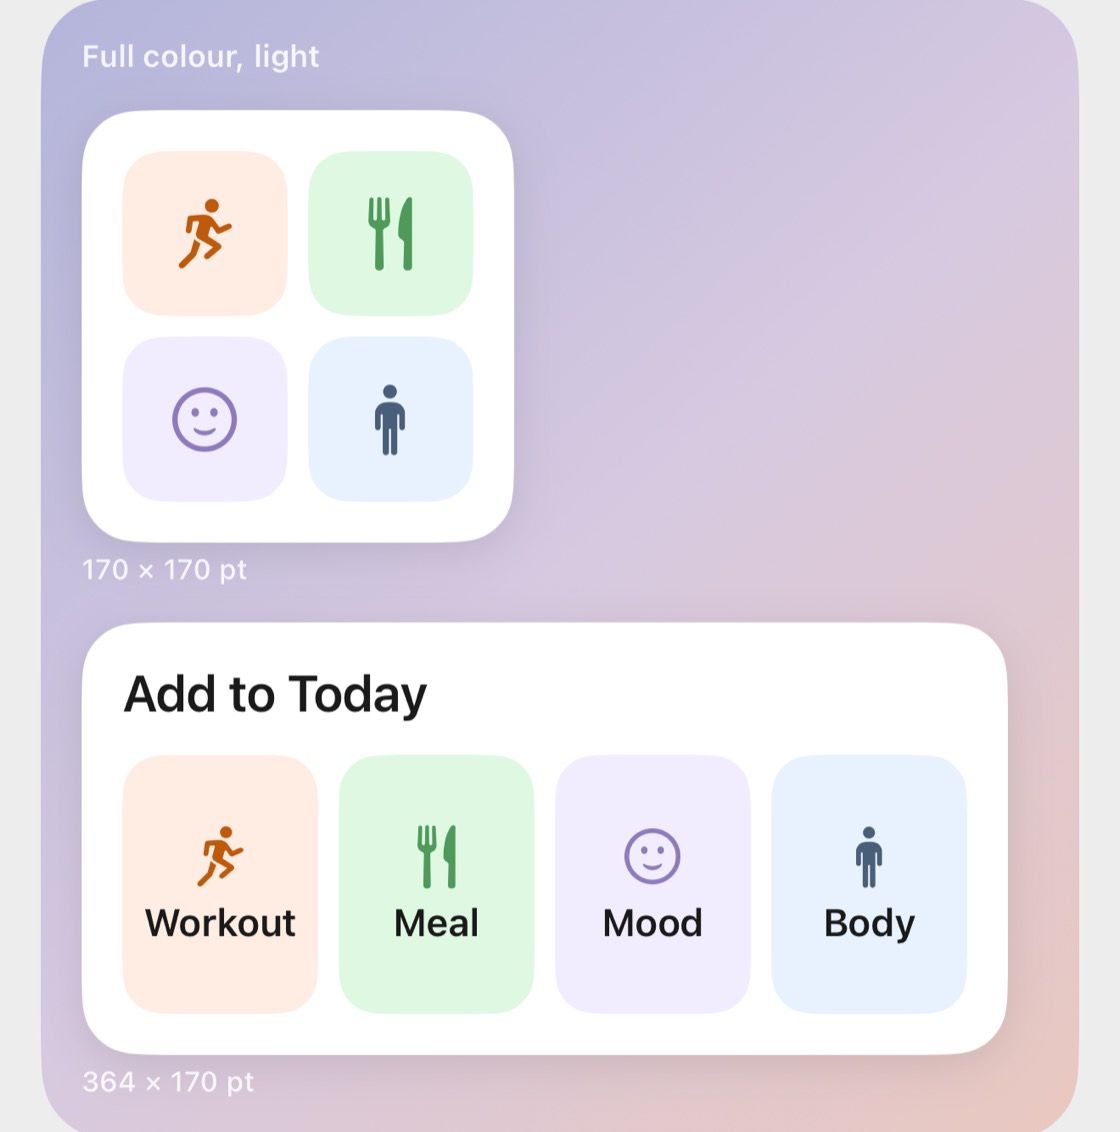 Full colour, light
170 × 170 pt
Add to Today
Workout
Meal
Mood
Body
364 × 170 pt